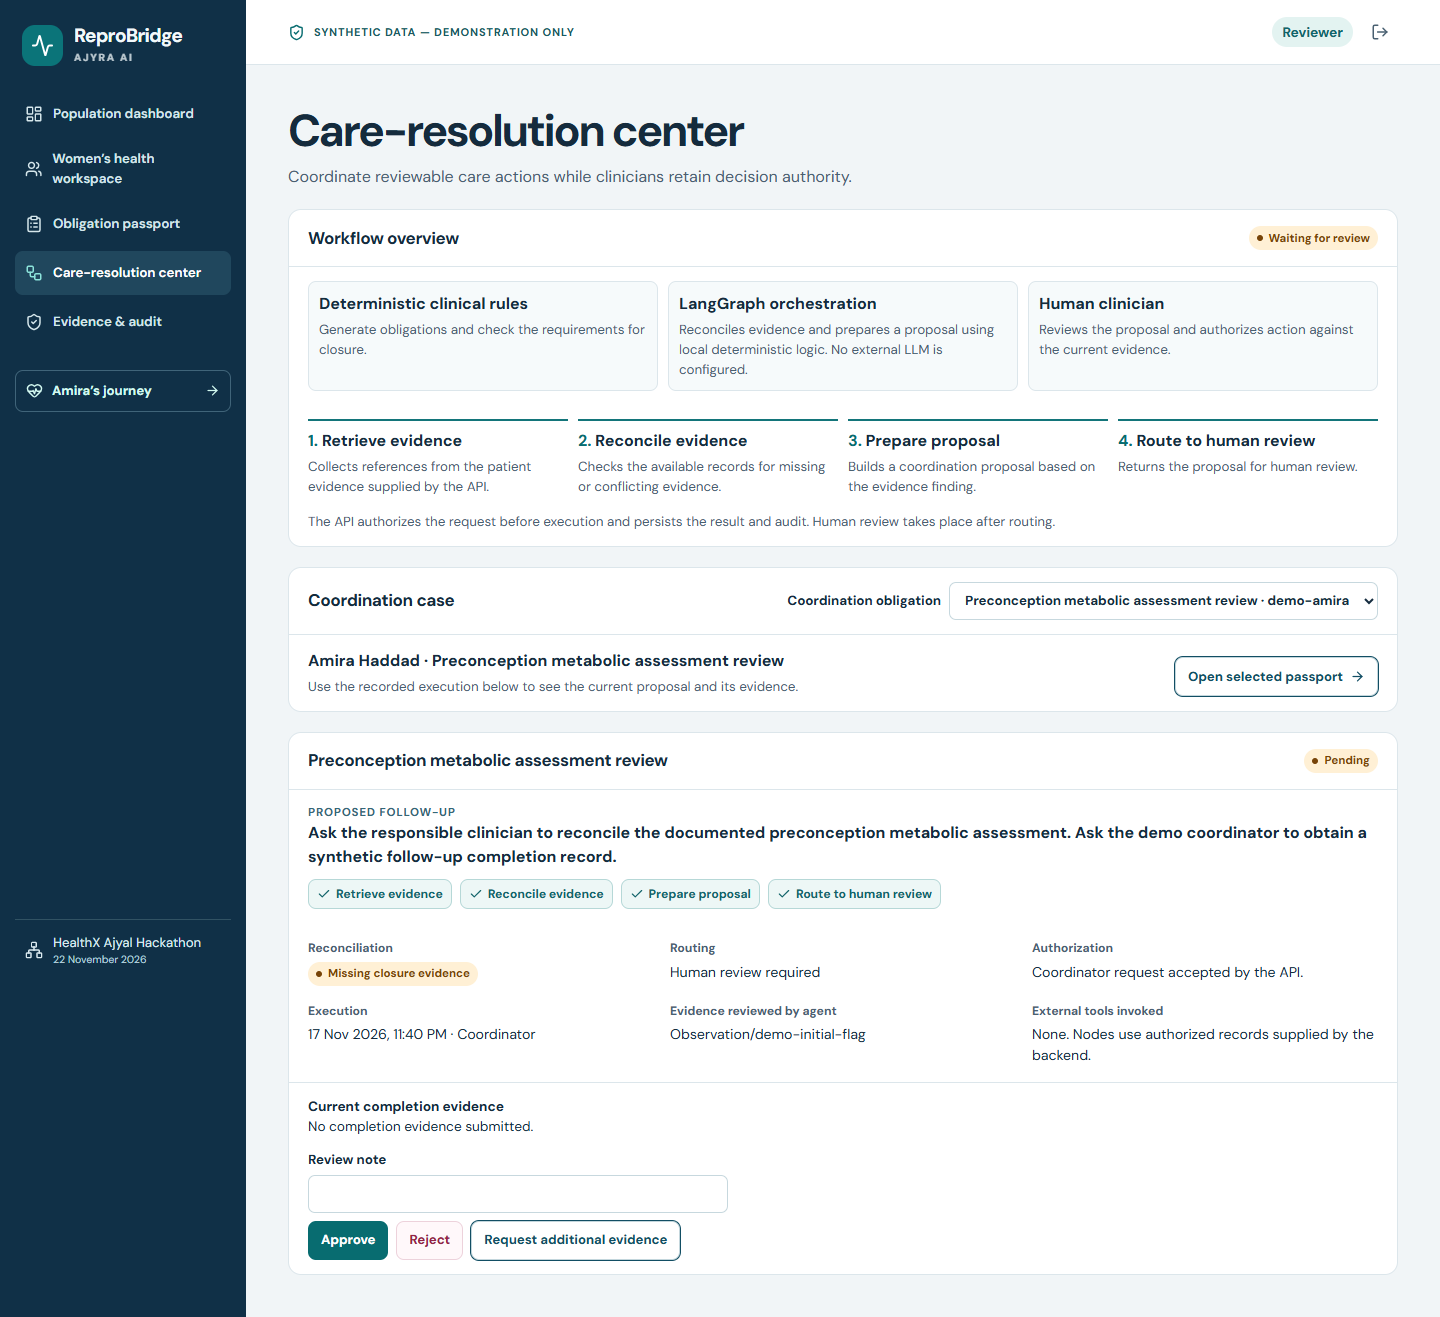 ReproBridge
AJYRA AI
Population dashboard
Women's health
workspace
Obligation passport
Care-resolution center
Evidence & audit
Amira's journey
HealthX Ajyal Hackathon
22 November 2026
SYNTHETIC DATA — DEMONSTRATION ONLY
Reviewer
Care-resolution center
Coordinate reviewable care actions while clinicians retain decision authority.
Workflow overview
Waiting for review
Deterministic clinical rules
Generate obligations and check the requirements for
closure.
LangGraph orchestration
Reconciles evidence and prepares a proposal using
local deterministic logic. No external LLM is
configured.
Human clinician
Reviews the proposal and authorizes action against
the current evidence.
1. Retrieve evidence
Collects references from the patient
evidence supplied by the API.
2. Reconcile evidence
Checks the available records for missing
or conflicting evidence.
3. Prepare proposal
Builds a coordination proposal based on
the evidence finding.
4. Route to human review
Returns the proposal for human review.
The API authorizes the request before execution and persists the result and audit. Human review takes place after routing.
Coordination case
Coordination obligation
Preconception metabolic assessment review · demo-amira
Amira Haddad · Preconception metabolic assessment review
Use the recorded execution below to see the current proposal and its evidence.
Open selected passport
Preconception metabolic assessment review
Pending
PROPOSED FOLLOW-UP
Ask the responsible clinician to reconcile the documented preconception metabolic assessment. Ask the demo coordinator to obtain a
synthetic follow-up completion record.
Retrieve evidence
Reconcile evidence
Prepare proposal
Route to human review
Reconciliation
Missing closure evidence
Routing
Human review required
Authorization
Coordinator request accepted by the API.
Execution
17 Nov 2026, 11:40 PM · Coordinator
Evidence reviewed by agent
Observation/demo-initial-flag
External tools invoked
None. Nodes use authorized records supplied by the
backend.
Current completion evidence
No completion evidence submitted.
Review note
Approve
Reject
Request additional evidence